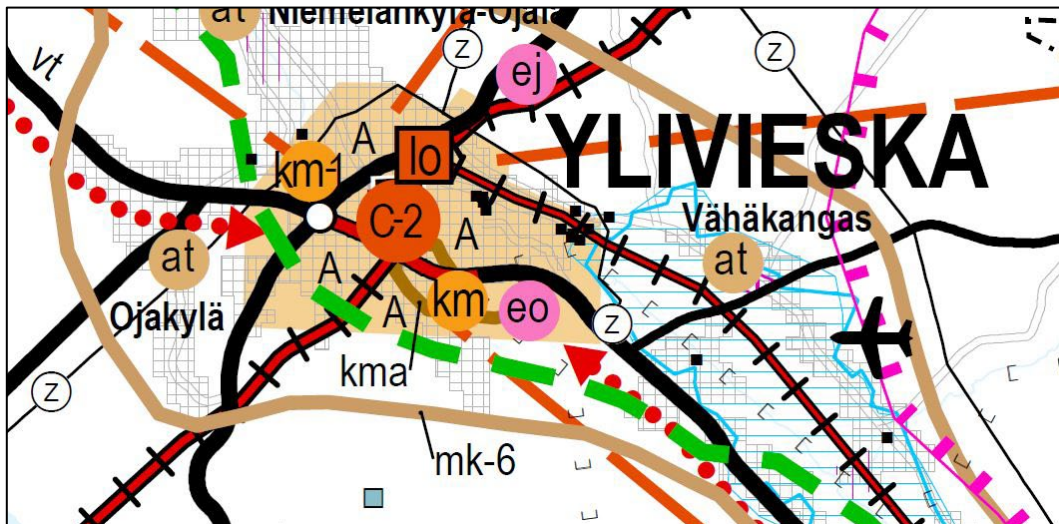 at
Niemelänkylä-Ojala
z
z
ej
vt
YLIVIESKA
A
lo
km-1
C-2
A
Vähäkangas
at
at
A
km
eo
A
Ojakylä
z
kma
z
mk-6